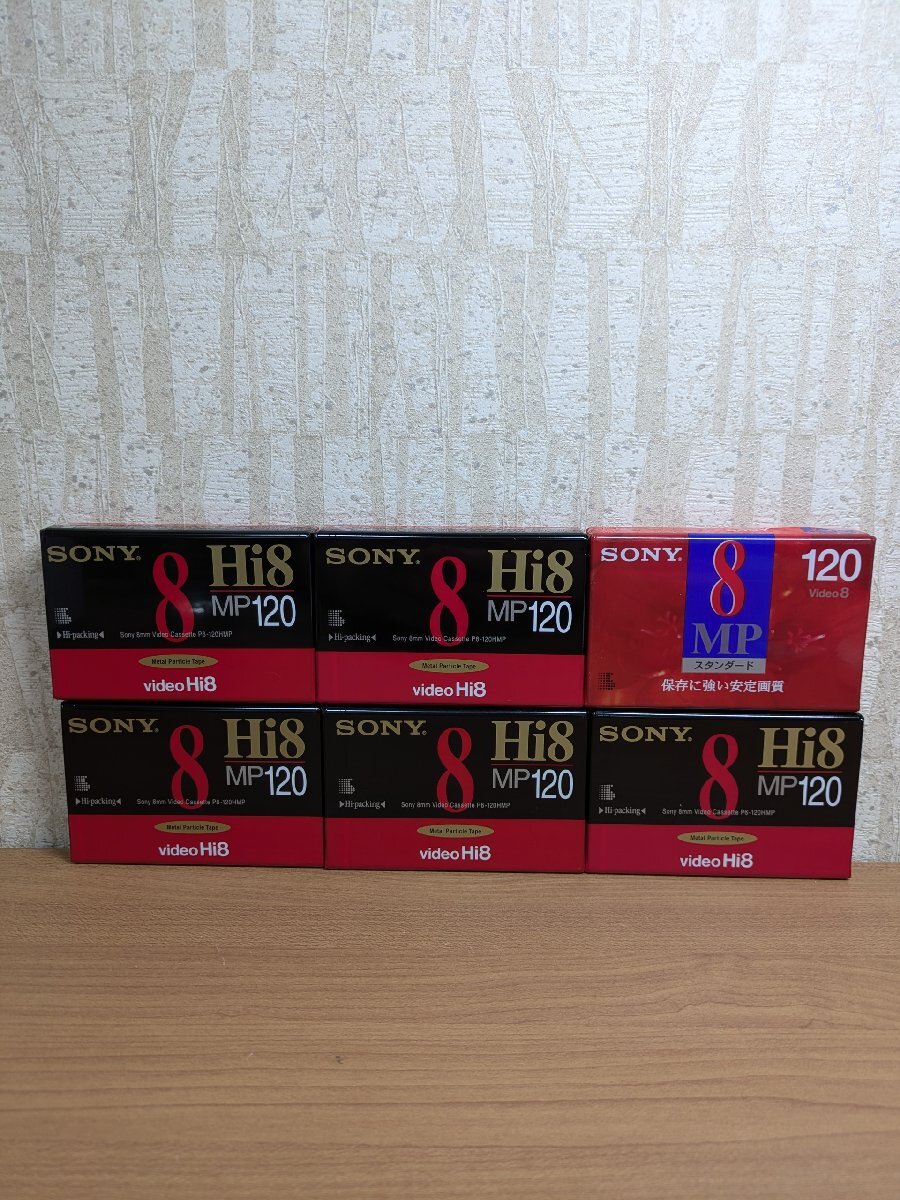 SONY®
8
Hi8
MP120
▶Hi-packing◀
Sony 8mm Video Cassette P6-120HMP
Metal Particle Tape
video Hi8
SONY®
8
Hi8
MP120
▶Hi-packing◀
Sony 8mm Video Cassette P6-120HMP
Metal Particle Tape
video Hi8
SONY®
8
MP
スタンダード
120
Video 8
保存に強い安定画質
SONY®
8
Hi8
MP120
▶Hi-packing◀
Sony 8mm Video Cassette P6-120HMP
Metal Particle Tape
video Hi8
SONY®
8
Hi8
MP120
▶Hi-packing◀
Sony 8mm Video Cassette P6-120HMP
Metal Particle Tape
video Hi8
SONY®
8
Hi8
MP120
▶Hi-packing◀
Sony 8mm Video Cassette P6-120HMP
Metal Particle Tape
video Hi8